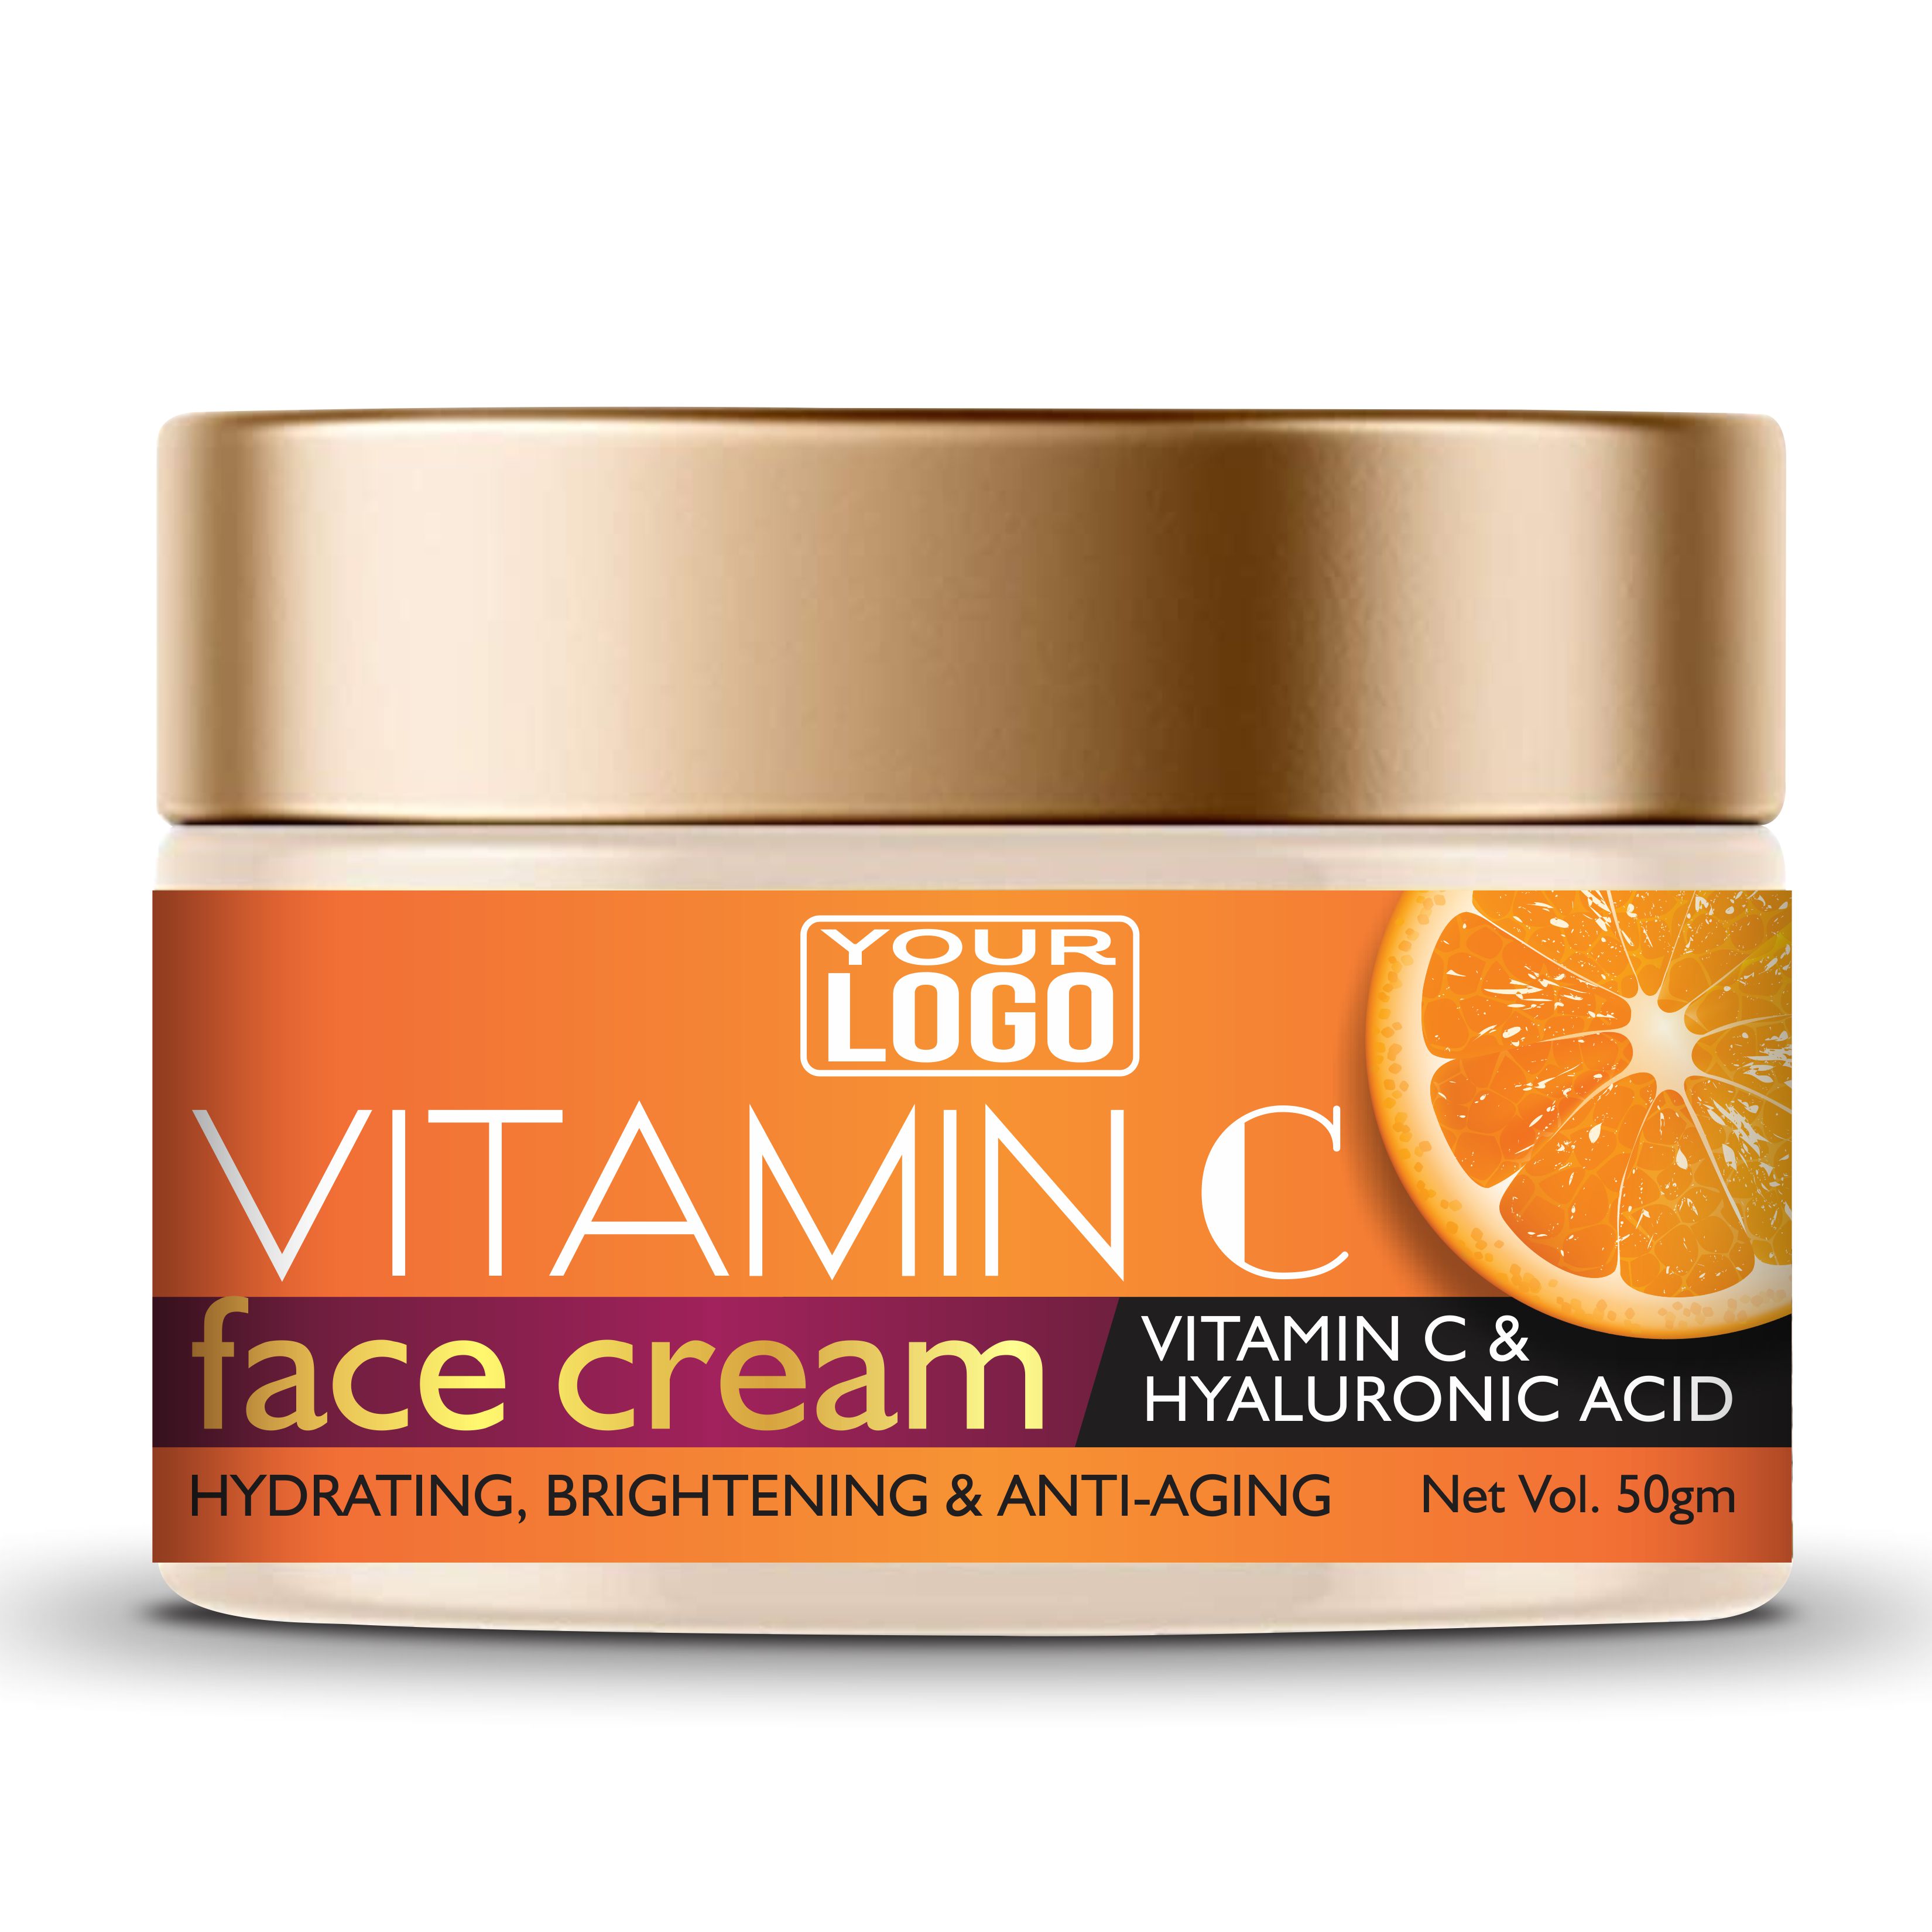 YOUR
LOGO
VITAMIN C
face cream
VITAMIN C &
HYALURONIC ACID
HYDRATING, BRIGHTENING & ANTI-AGING
Net Vol. 50gm